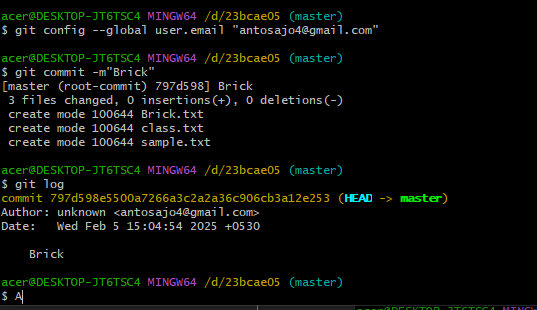 acer@DESKTOP-JT6TSC4 MINGW64 /d/23bcae05 (master)
$ git config --global user.email "antosajo4@gmail.com"
acer@DESKTOP-JT6TSC4 MINGW64 /d/23bcae05 (master)
$ git commit -m"Brick"
[master (root-commit) 797d598] Brick
3 files changed, 0 insertions(+), 0 deletions(-)
create mode 100644 Brick.txt
create mode 100644 class.txt
create mode 100644 sample.txt
acer@DESKTOP-JT6TSC4 MINGW64 /d/23bcae05 (master)
$ git log
commit 797d598e5500a7266a3c2a2a36c906cb3a12e253 (HEAD -> master)
Author: unknown <antosajo4@gmail.com>
Date:   Wed Feb 5 15:04:54 2025 +0530
Brick
acer@DESKTOP-JT6TSC4 MINGW64 /d/23bcae05 (master)
$ A
acer@DESKTOP-JT6TSC4 MINGW64